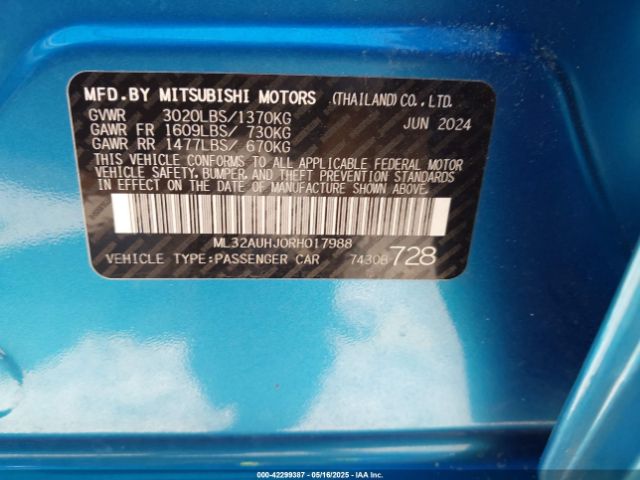 MFD.BY MITSUBISHI MOTORS (THAILAND) CO., LTD.
GVWR 3020LBS/1370KG JUN 2024
GAWR FR 1609LBS/ 730KG
GAWR RR 1477LBS/ 670KG
THIS VEHICLE CONFORMS TO ALL APPLICABLE FEDERAL MOTOR
VEHICLE SAFETY, BUMPER, AND THEFT PREVENTION STANDARDS
IN EFFECT ON THE DATE OF MANUFACTURE SHOWN ABOVE.
ML32AUHJ0RH017988
VEHICLE TYPE:PASSENGER CAR 74308 728
000-42299387 - 05/16/2025 - IAA Inc.